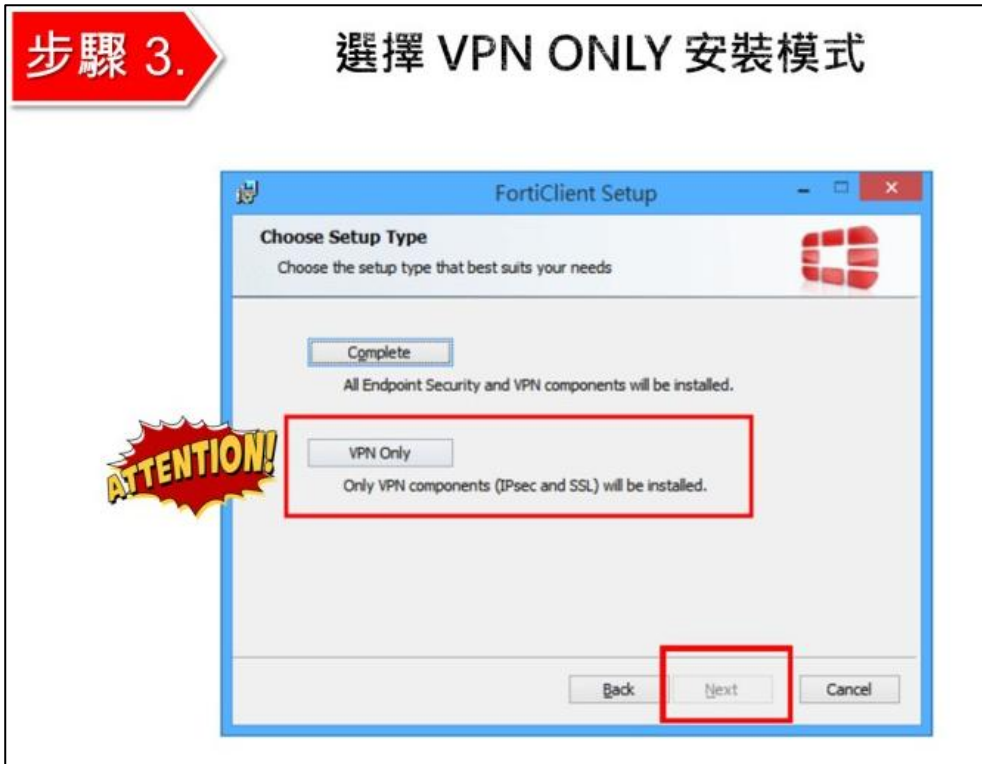 步驟 3.
選擇 VPN ONLY 安裝模式
FortiClient Setup
Choose Setup Type
Choose the setup type that best suits your needs
Complete
All Endpoint Security and VPN components will be installed.
ATTENTION!
VPN Only
Only VPN components (IPsec and SSL) will be installed.
Back Next Cancel